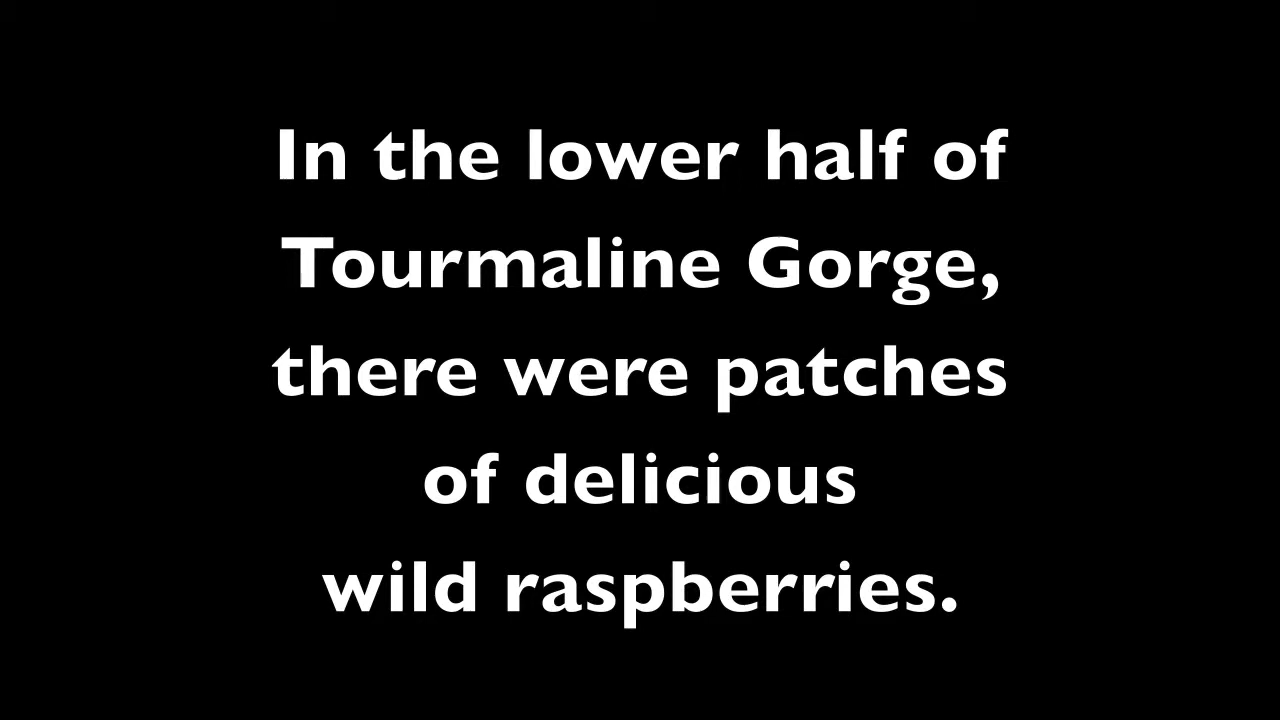 In the lower half of
Tourmaline Gorge,
there were patches
of delicious
wild raspberries.